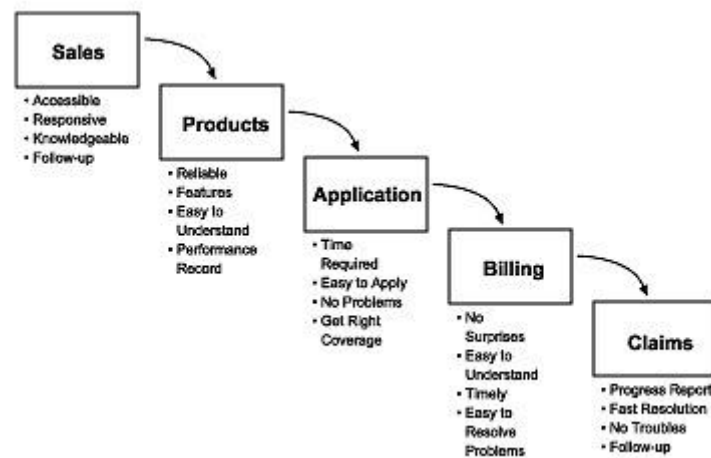 Sales
• Accessible
• Responsive
• Knowledgeable
• Follow-up
Products
• Reliable
• Features
• Easy to
Understand
• Performance
Record
Application
• Time
Required
• Easy to Apply
• No Problems
• Get Right
Coverage
Billing
• No
Surprises
• Easy to
Understand
• Timely
• Easy to
Resolve
Problems
Claims
• Progress Report
• Fast Resolution
• No Troubles
• Follow-up